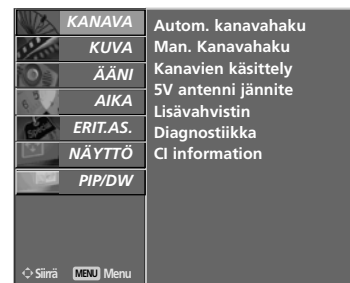 KANAVA
KUVA
ÄÄNI
AIKA
ERIT.AS.
NÄYTTÖ
PIP/DW
Siirrä MENU Menu
Autom. kanavahaku
Man. Kanavahaku
Kanavien käsittely
5V antenni jännite
Lisävahvistin
Diagnostiikka
CI information